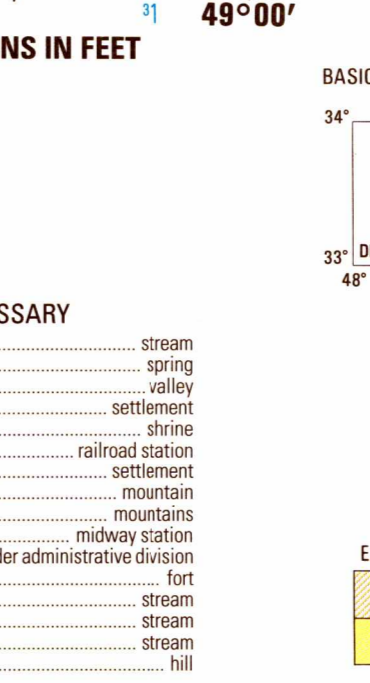 31 49°00′
NS IN FEET
BASIC
34°
33° D
48°
SSARY
stream
spring
valley
settlement
shrine
railroad station
settlement
mountain
mountains
midway station
der administrative division
fort
stream
stream
stream
hill
E